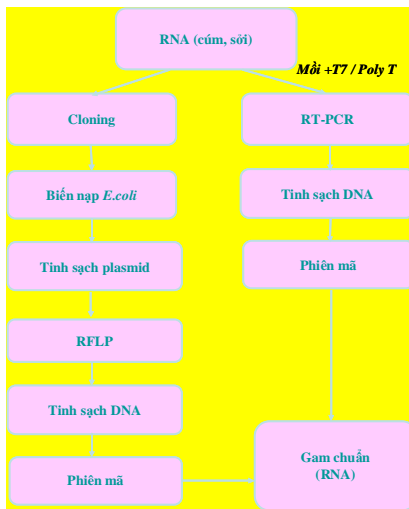 RNA (cúm, sởi)
Mồi +T7 / Poly T
Cloning
RT-PCR
Biến nạp E.coli
Tinh sạch DNA
Tinh sạch plasmid
Phiên mã
RFLP
Tinh sạch DNA
Phiên mã
Gam chuẩn
(RNA)